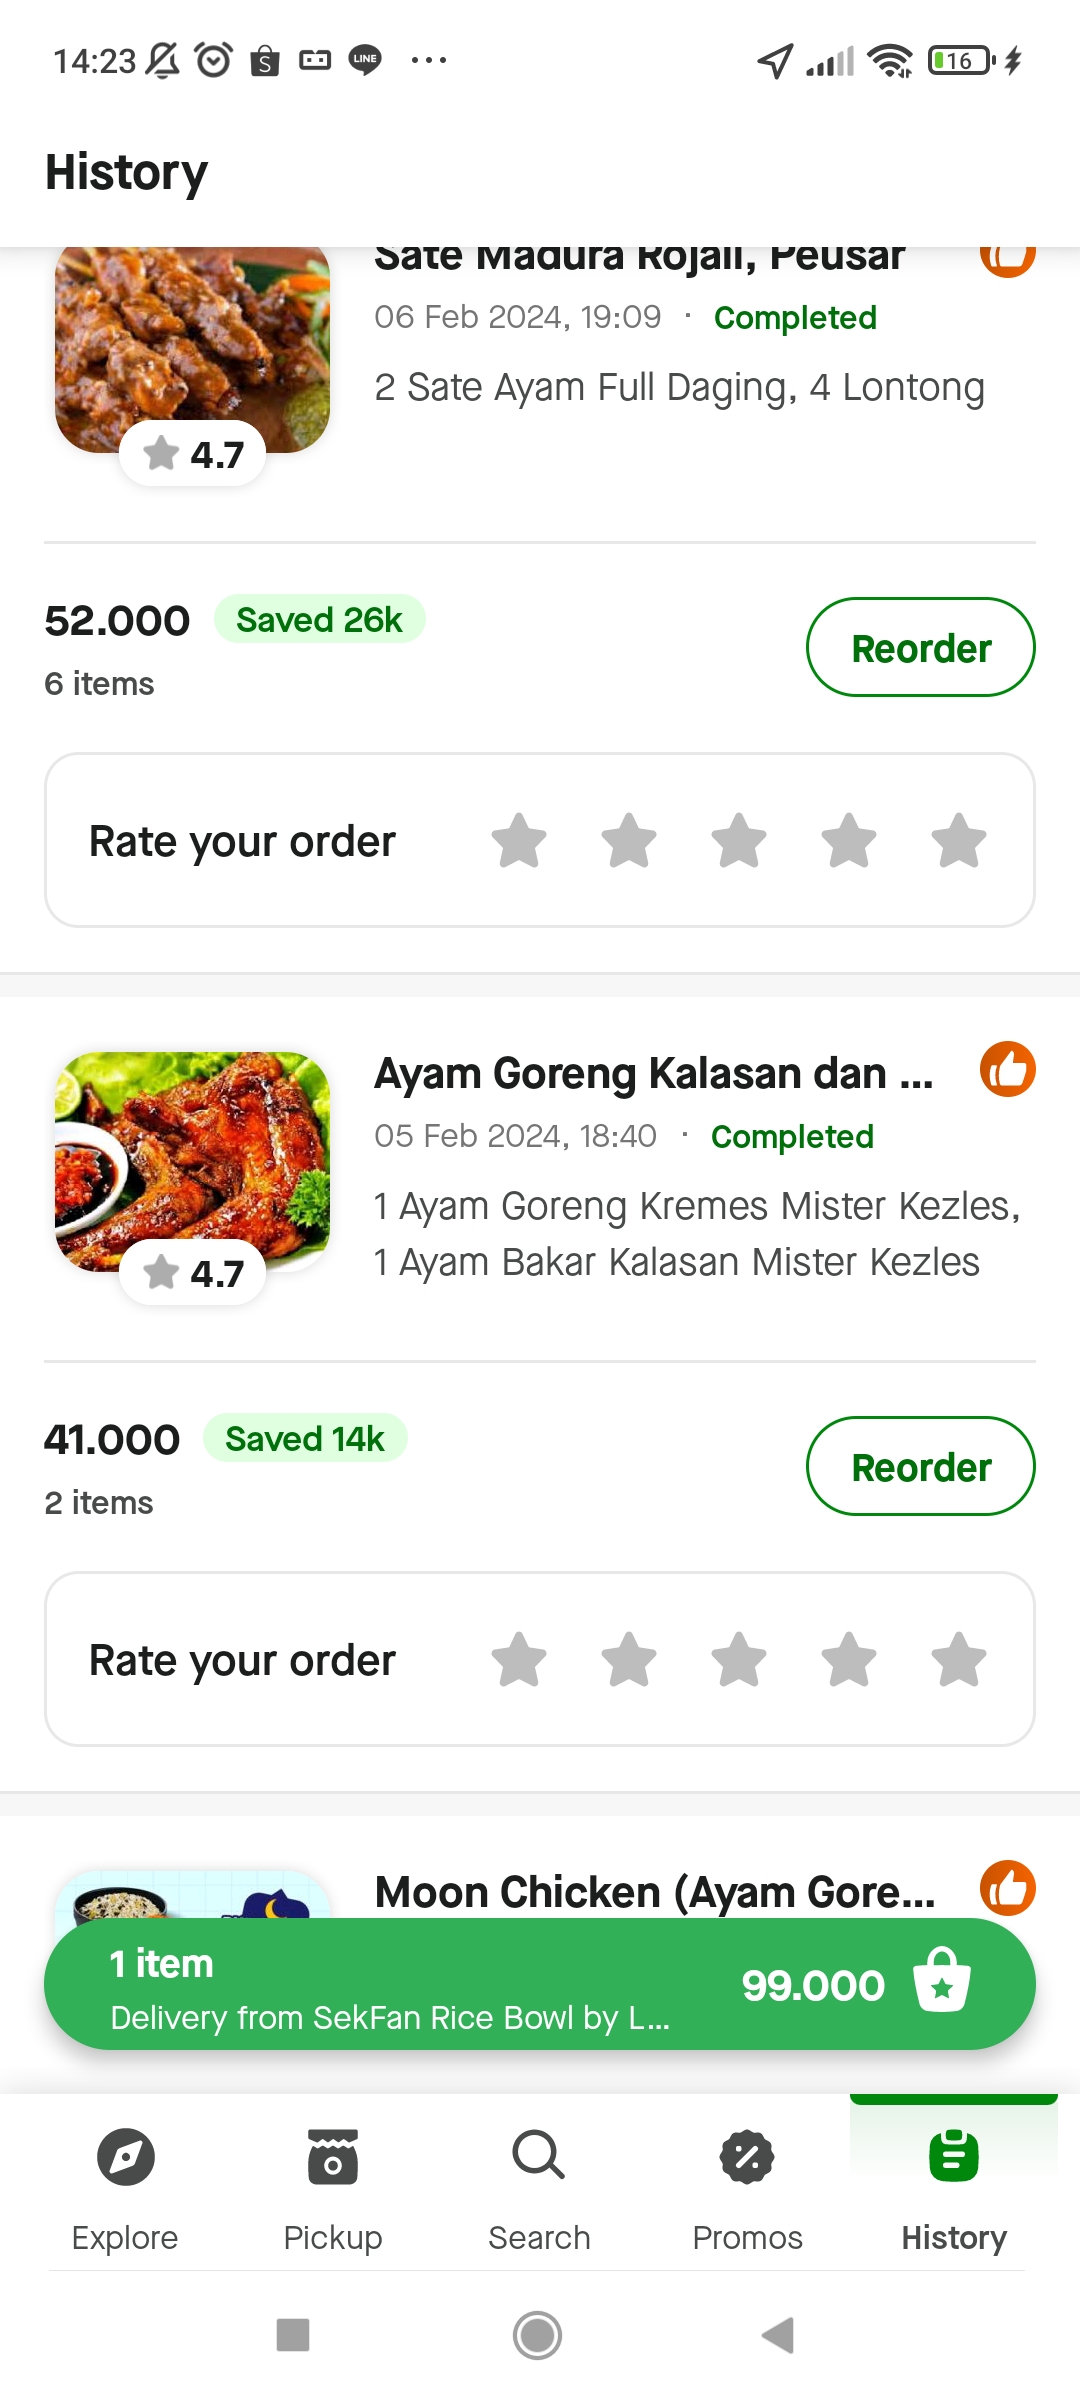 14:23
LINE
16
History
Sate Madura Rojali, Peusar
06 Feb 2024, 19:09 · Completed
2 Sate Ayam Full Daging, 4 Lontong
4.7
52.000 Saved 26k
6 items
Reorder
Rate your order
Ayam Goreng Kalasan dan ...
05 Feb 2024, 18:40 · Completed
1 Ayam Goreng Kremes Mister Kezles,
1 Ayam Bakar Kalasan Mister Kezles
4.7
41.000 Saved 14k
2 items
Reorder
Rate your order
Moon Chicken (Ayam Gore...
1 item
Delivery from SekFan Rice Bowl by L...
99.000
Explore Pickup Search Promos History